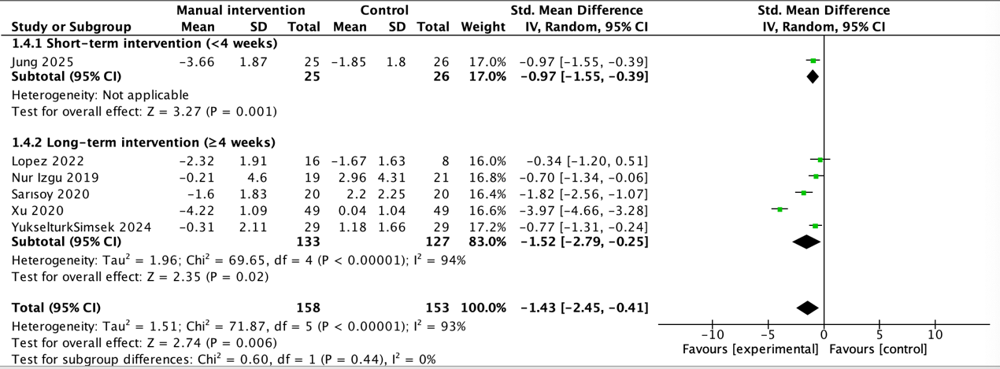 Manual intervention Control Std. Mean Difference Std. Mean Difference
Study or Subgroup Mean SD Total Mean SD Total Weight IV, Random, 95% CI IV, Random, 95% CI
1.4.1 Short-term intervention (<4 weeks)
Jung 2025 −3.66 1.87 25 −1.85 1.8 26 17.0% −0.97 [−1.55, −0.39]
Subtotal (95% CI) 25 26 17.0% −0.97 [−1.55, −0.39]
Heterogeneity: Not applicable
Test for overall effect: Z = 3.27 (P = 0.001)
1.4.2 Long-term intervention (≥4 weeks)
Lopez 2022 −2.32 1.91 16 −1.67 1.63 8 16.0% −0.34 [−1.20, 0.51]
Nur Izgu 2019 −0.21 4.6 19 2.96 4.31 21 16.8% −0.70 [−1.34, −0.06]
Sarısoy 2020 −1.6 1.83 20 2.2 2.25 20 16.4% −1.82 [−2.56, −1.07]
Xu 2020 −4.22 1.09 49 0.04 1.04 49 16.6% −3.97 [−4.66, −3.28]
YukselturkSimsek 2024 −0.31 2.11 29 1.18 1.66 29 17.2% −0.77 [−1.31, −0.24]
Subtotal (95% CI) 133 127 83.0% −1.52 [−2.79, −0.25]
Heterogeneity: Tau² = 1.96; Chi² = 69.65, df = 4 (P < 0.00001); I² = 94%
Test for overall effect: Z = 2.35 (P = 0.02)
Total (95% CI) 158 153 100.0% −1.43 [−2.45, −0.41]
Heterogeneity: Tau² = 1.51; Chi² = 71.87, df = 5 (P < 0.00001); I² = 93%
Test for overall effect: Z = 2.74 (P = 0.006)
Test for subgroup differences: Chi² = 0.60, df = 1 (P = 0.44), I² = 0%
−10 −5 0 5 10
Favours [experimental] Favours [control]